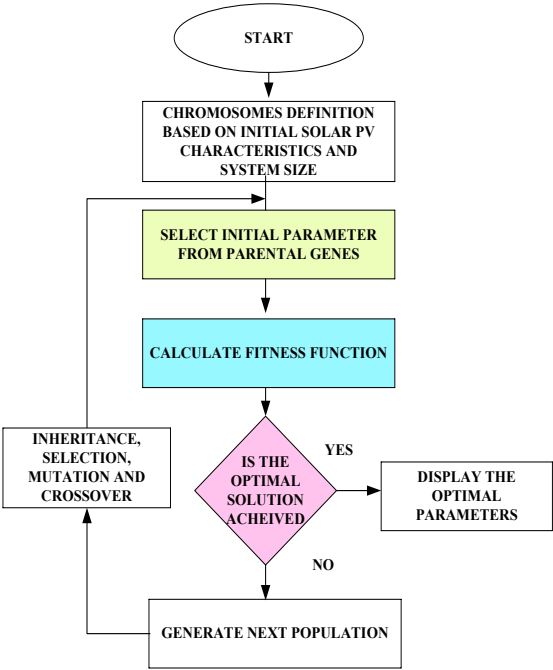 START
CHROMOSOMES DEFINITION
BASED ON INITIAL SOLAR PV
CHARACTERISTICS AND
SYSTEM SIZE
SELECT INITIAL PARAMETER
FROM PARENTAL GENES
CALCULATE FITNESS FUNCTION
IS THE
OPTIMAL
SOLUTION
ACHEIVED
YES
DISPLAY THE
OPTIMAL
PARAMETERS
NO
GENERATE NEXT POPULATION
INHERITANCE,
SELECTION,
MUTATION AND
CROSSOVER